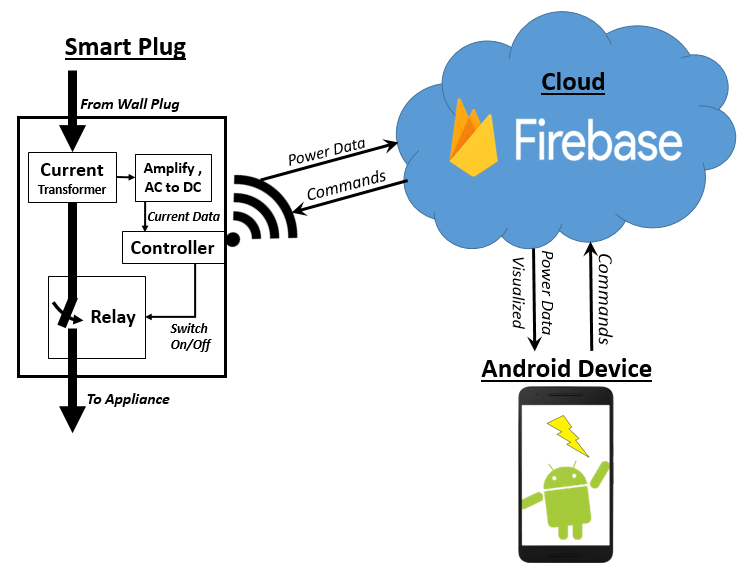 Smart Plug
From Wall Plug
Current
Transformer
Amplify ,
AC to DC
Current Data
Controller
Relay
Switch
On/Off
To Appliance
Power Data
Commands
Cloud
Firebase
Power Data
Visualized
Commands
Android Device